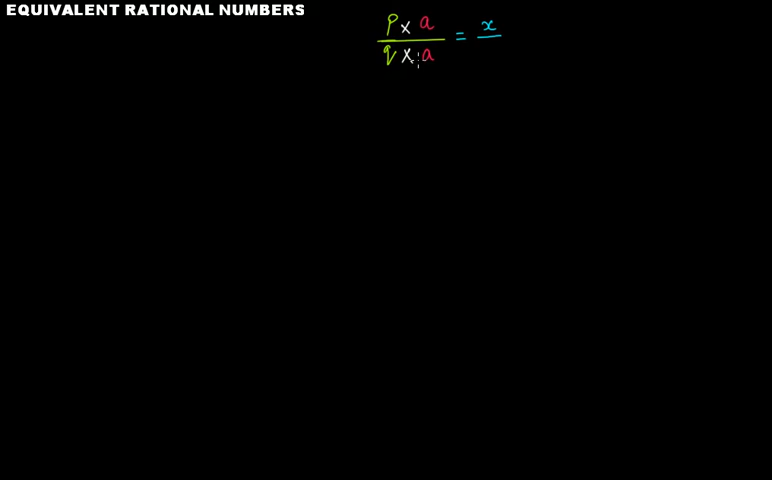 EQUIVALENT RATIONAL NUMBERS
p × a = x
q × a